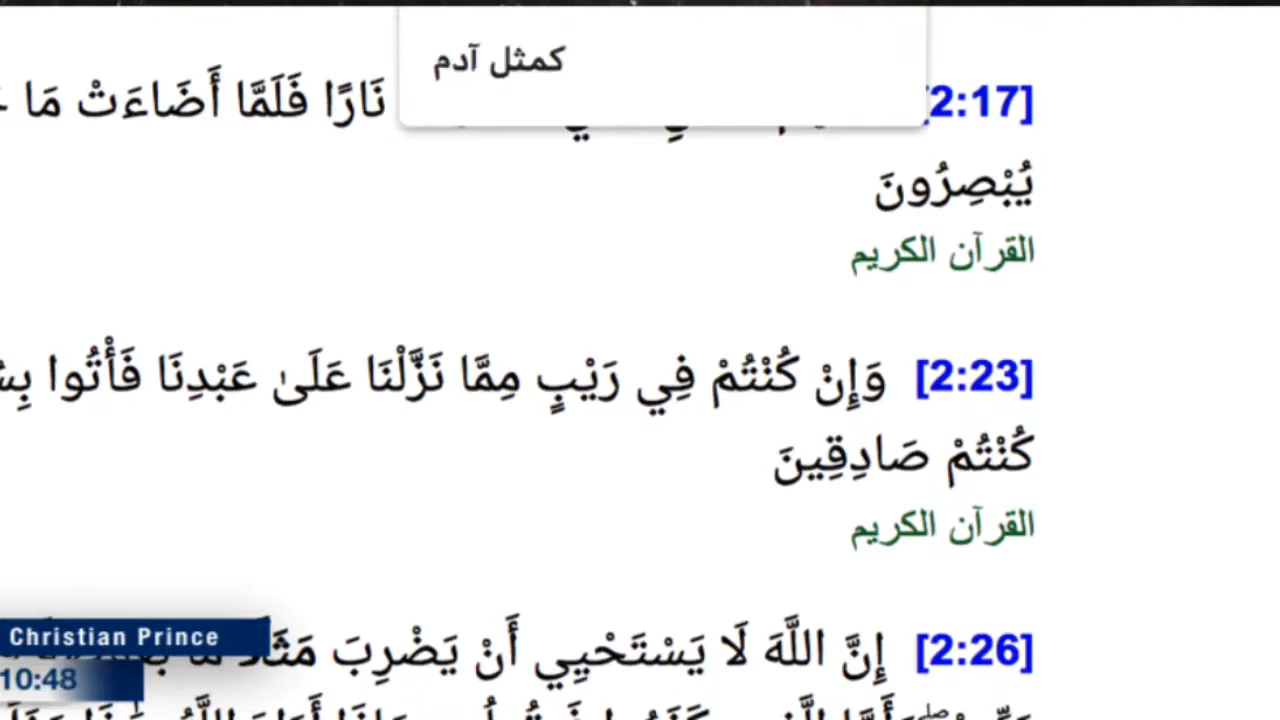 كمثل آدم
[2:17] نَارًا فَلَمَّا أَضَاءَتْ مَا
يُبْصِرُونَ
القرآن الكريم
[2:23] وَإِنْ كُنْتُمْ فِي رَيْبٍ مِمَّا نَزَّلْنَا عَلَىٰ عَبْدِنَا فَأْتُوا
كُنْتُمْ صَادِقِينَ
القرآن الكريم
[2:26] إِنَّ اللَّهَ لَا يَسْتَحْيِي أَنْ يَضْرِبَ مَثَلًا مَا
Christian Prince
10:48